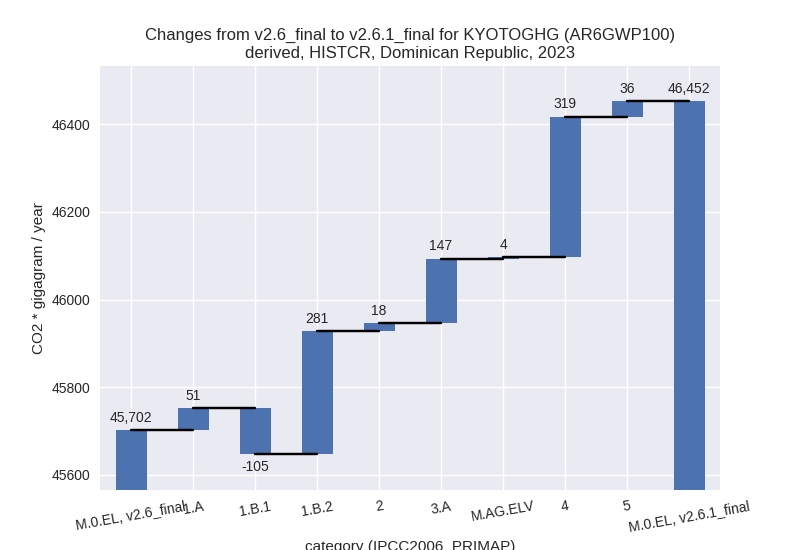 Changes from v2.6_final to v2.6.1_final for KYOTOGHG (AR6GWP100)
derived, HISTCR, Dominican Republic, 2023
CO2 * gigagram / year
46400
46200
46000
45800
45600
45,702
51
-105
281
18
147
4
319
36
46,452
M.0.EL, v2.6_final
1.A
1.B.1
1.B.2
2
3.A
M.AG.ELV
4
5
M.0.EL, v2.6.1_final
category (IPCC2006_PRIMAP)